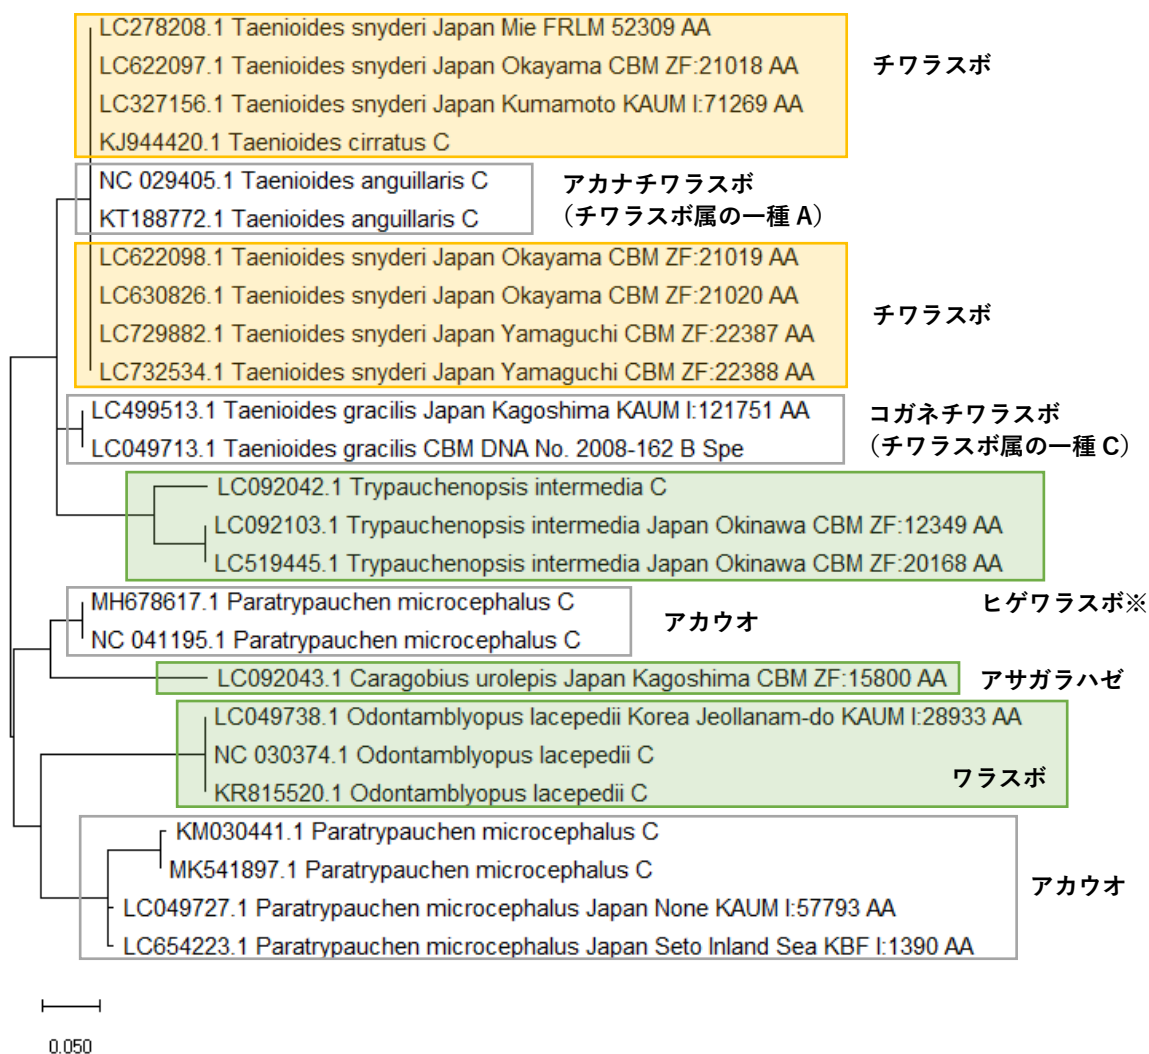 LC278208.1 Taenioides snyderi Japan Mie FRLM 52309 AA
LC622097.1 Taenioides snyderi Japan Okayama CBM ZF:21018 AA
チワラスボ
LC327156.1 Taenioides snyderi Japan Kumamoto KAUM I:71269 AA
KJ944420.1 Taenioides cirratus C
NC 029405.1 Taenioides anguillaris C
アカナチワラスボ
KT188772.1 Taenioides anguillaris C
（チワラスボ属の一種 A）
LC622098.1 Taenioides snyderi Japan Okayama CBM ZF:21019 AA
LC630826.1 Taenioides snyderi Japan Okayama CBM ZF:21020 AA
チワラスボ
LC729882.1 Taenioides snyderi Japan Yamaguchi CBM ZF:22387 AA
LC732534.1 Taenioides snyderi Japan Yamaguchi CBM ZF:22388 AA
LC499513.1 Taenioides gracilis Japan Kagoshima KAUM I:121751 AA
コガネチワラスボ
LC049713.1 Taenioides gracilis CBM DNA No. 2008-162 B Spe
（チワラスボ属の一種 C）
LC092042.1 Trypauchenopsis intermedia C
LC092103.1 Trypauchenopsis intermedia Japan Okinawa CBM ZF:12349 AA
LC519445.1 Trypauchenopsis intermedia Japan Okinawa CBM ZF:20168 AA
MH678617.1 Paratrypauchen microcephalus C
ヒゲワラスボ※
アカウオ
NC 041195.1 Paratrypauchen microcephalus C
LC092043.1 Caragobius urolepis Japan Kagoshima CBM ZF:15800 AA
アサガラハゼ
LC049738.1 Odontamblyopus lacepedii Korea Jeollanam-do KAUM I:28933 AA
NC 030374.1 Odontamblyopus lacepedii C
ワラスボ
KR815520.1 Odontamblyopus lacepedii C
KM030441.1 Paratrypauchen microcephalus C
MK541897.1 Paratrypauchen microcephalus C
アカウオ
LC049727.1 Paratrypauchen microcephalus Japan None KAUM I:57793 AA
LC654223.1 Paratrypauchen microcephalus Japan Seto Inland Sea KBF I:1390 AA
0.050